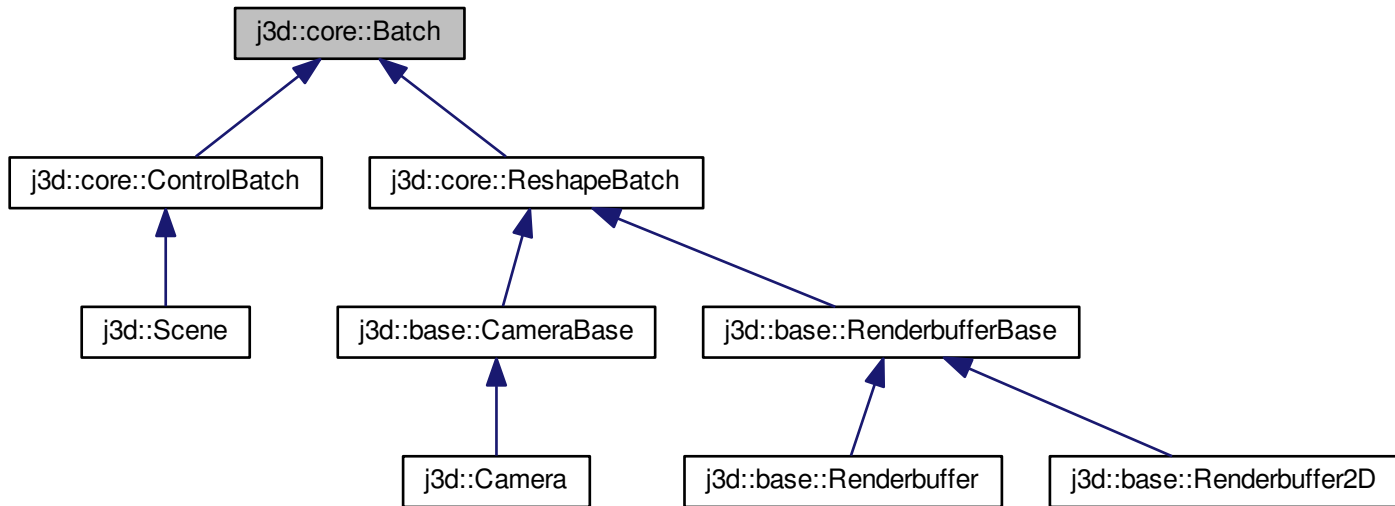 j3d::core::Batch
j3d::core::ControlBatch
j3d::core::ReshapeBatch
j3d::Scene
j3d::base::CameraBase
j3d::base::RenderbufferBase
j3d::Camera
j3d::base::Renderbuffer
j3d::base::Renderbuffer2D